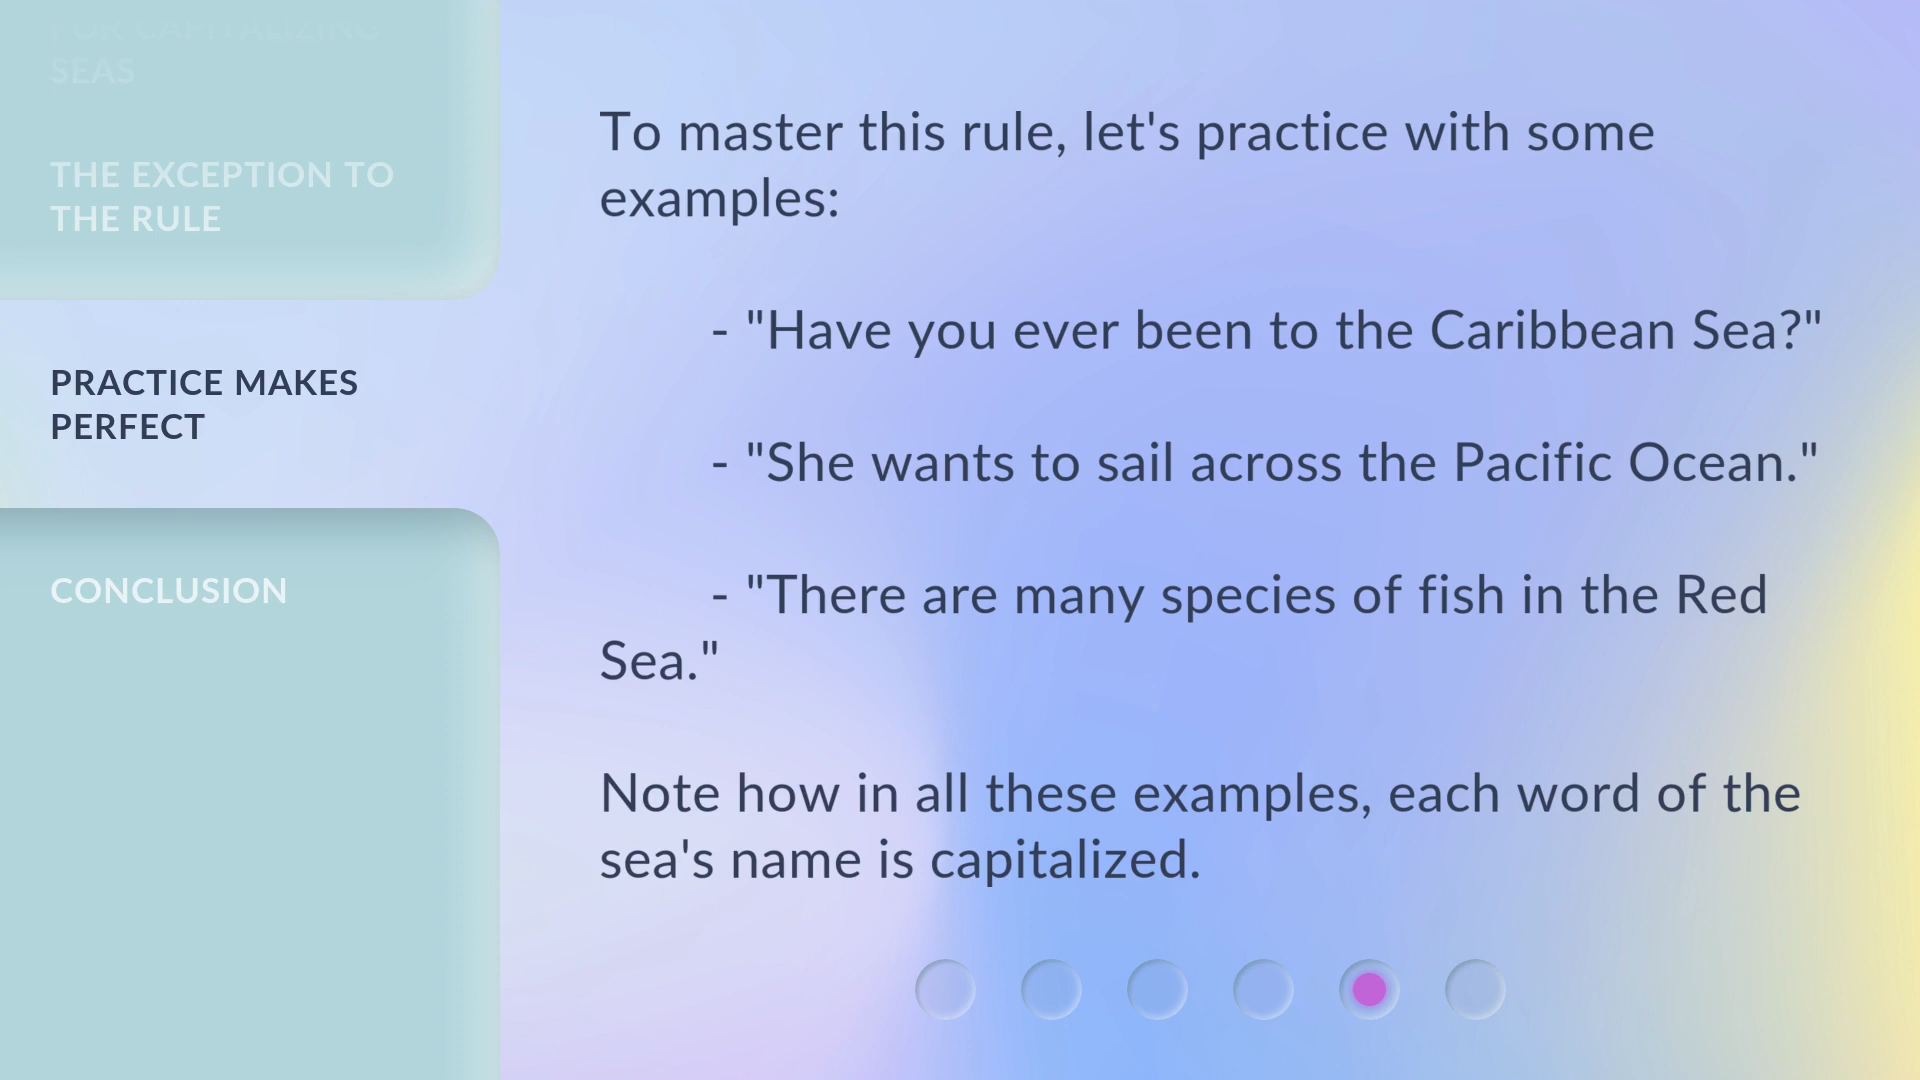 FOR CAPITALIZING
SEAS
THE EXCEPTION TO
THE RULE
PRACTICE MAKES
PERFECT
CONCLUSION
To master this rule, let's practice with some
examples:
- "Have you ever been to the Caribbean Sea?"
- "She wants to sail across the Pacific Ocean."
- "There are many species of fish in the Red
Sea."
Note how in all these examples, each word of the
sea's name is capitalized.